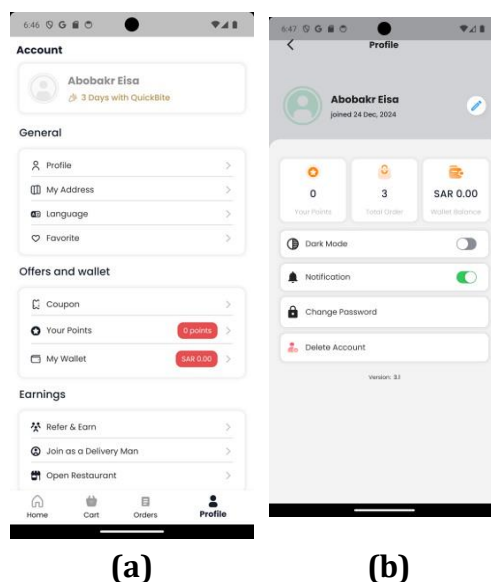 6:46
Account
Abobakr Eisa
3 Days with QuickBite
General
Profile
My Address
Language
Favorite
Offers and wallet
Coupon
Your Points
0 points
My Wallet
SAR 0.00
Earnings
Refer & Earn
Join as a Delivery Man
Open Restaurant
Home
Cart
Orders
Profile
(a)
6:47
Profile
Abobakr Eisa
joined 24 Dec, 2024
0
3
SAR 0.00
Your Points
Total Order
Wallet Balance
Dark Mode
Notification
Change Password
Delete Account
Version: 3.1
(b)